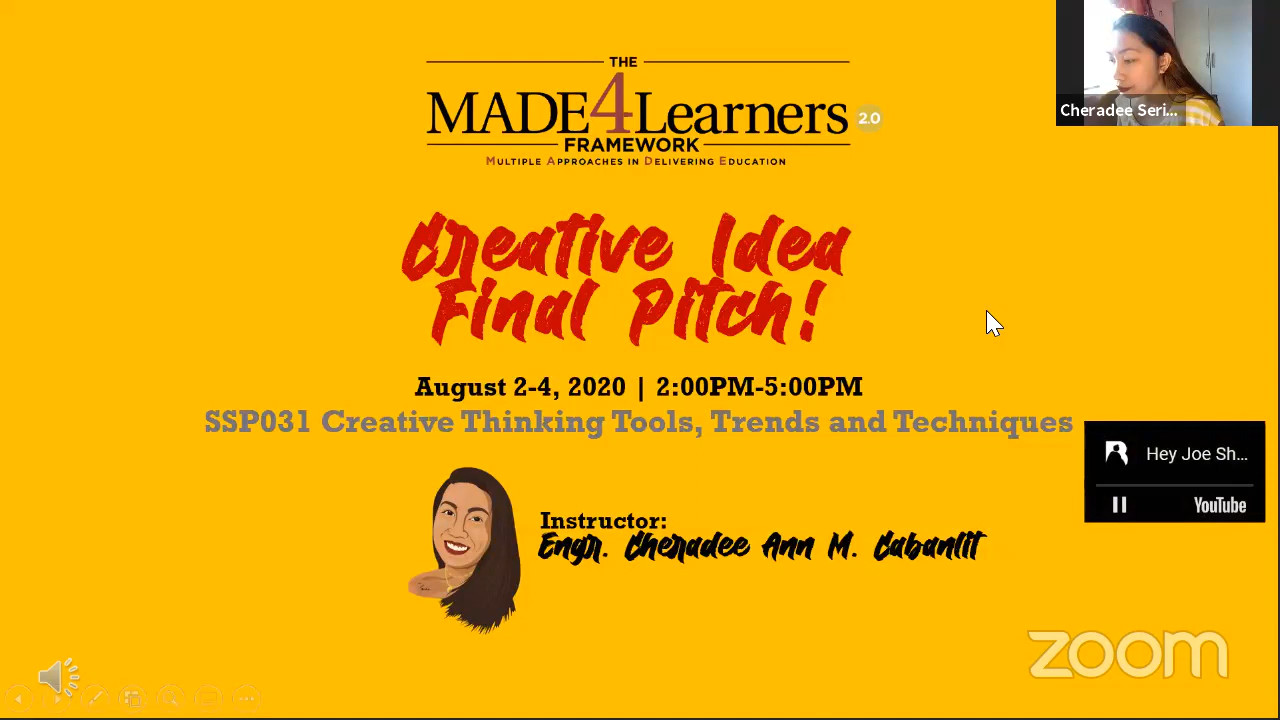 THE
MADE4Learners 2.0
FRAMEWORK
MULTIPLE APPROACHES IN DELIVERING EDUCATION
Creative Idea
Final Pitch!
August 2-4, 2020 | 2:00PM-5:00PM
SSP031 Creative Thinking Tools, Trends and Techniques
Instructor:
Engr. Cheradee Ann M. Cabanlit
Cheradee Seri...
Hey Joe Sh...
YouTube
zoom